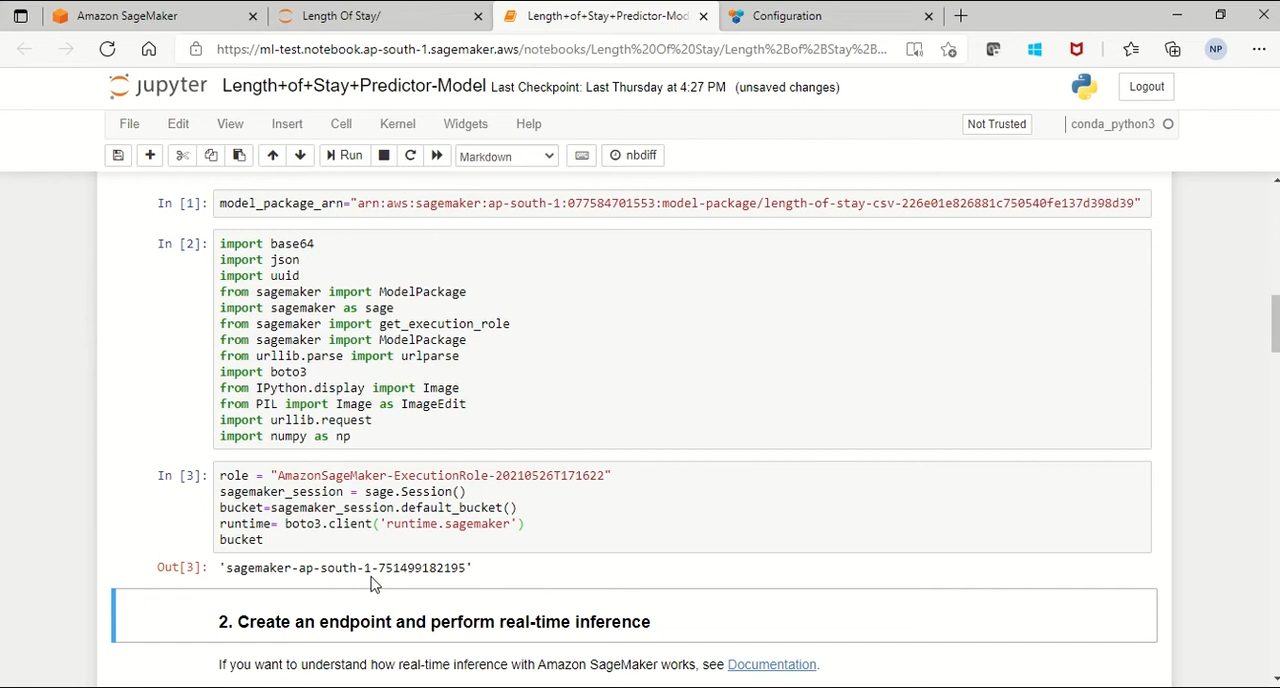 Amazon SageMaker
Length Of Stay/
Length+of+Stay+Predictor-Mod
Configuration
https://ml-test.notebook.ap-south-1.sagemaker.aws/notebooks/Length%20Of%20Stay/Length%2Bof%2BStay%2B...
NP
jupyter Length+of+Stay+Predictor-Model Last Checkpoint: Last Thursday at 4:27 PM (unsaved changes)
Logout
File Edit View Insert Cell Kernel Widgets Help
Not Trusted
conda_python3
Run
Markdown
nbdiff
In [1]: model_package_arn="arn:aws:sagemaker:ap-south-1:077584701553:model-package/length-of-stay-csv-226e01e826881c750540fe137d398d39"
In [2]: import base64
import json
import uuid
from sagemaker import ModelPackage
import sagemaker as sage
from sagemaker import get_execution_role
from sagemaker import ModelPackage
from urllib.parse import urlparse
import boto3
from IPython.display import Image
from PIL import Image as ImageEdit
import urllib.request
import numpy as np
In [3]: role = "AmazonSageMaker-ExecutionRole-20210526T171622"
sagemaker_session = sage.Session()
bucket=sagemaker_session.default_bucket()
runtime= boto3.client('runtime.sagemaker')
bucket
Out[3]: 'sagemaker-ap-south-1-751499182195'
2. Create an endpoint and perform real-time inference
If you want to understand how real-time inference with Amazon SageMaker works, see Documentation.